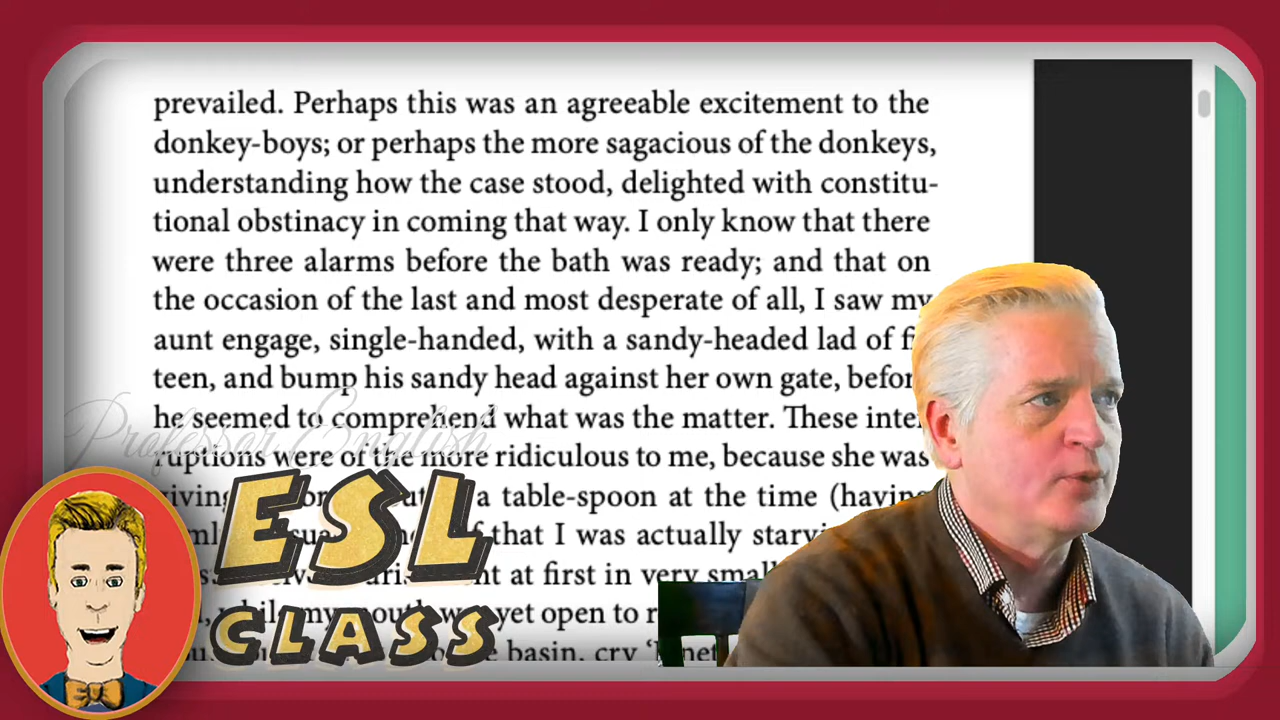 prevailed. Perhaps this was an agreeable excitement to the
donkey-boys; or perhaps the more sagacious of the donkeys,
understanding how the case stood, delighted with constitu-
tional obstinacy in coming that way. I only know that there
were three alarms before the bath was ready; and that on
the occasion of the last and most desperate of all, I saw my
aunt engage, single-handed, with a sandy-headed lad of
teen, and bump his sandy head against her own gate, befor
he seemed to comprehend what was the matter. These inter
ruptions were of the more ridiculous to me, because she was
a table-spoon at the time (having
that I was actually
at first in very small
my mouth was yet open to
basin, cry
Professor English
ESL
CLASS